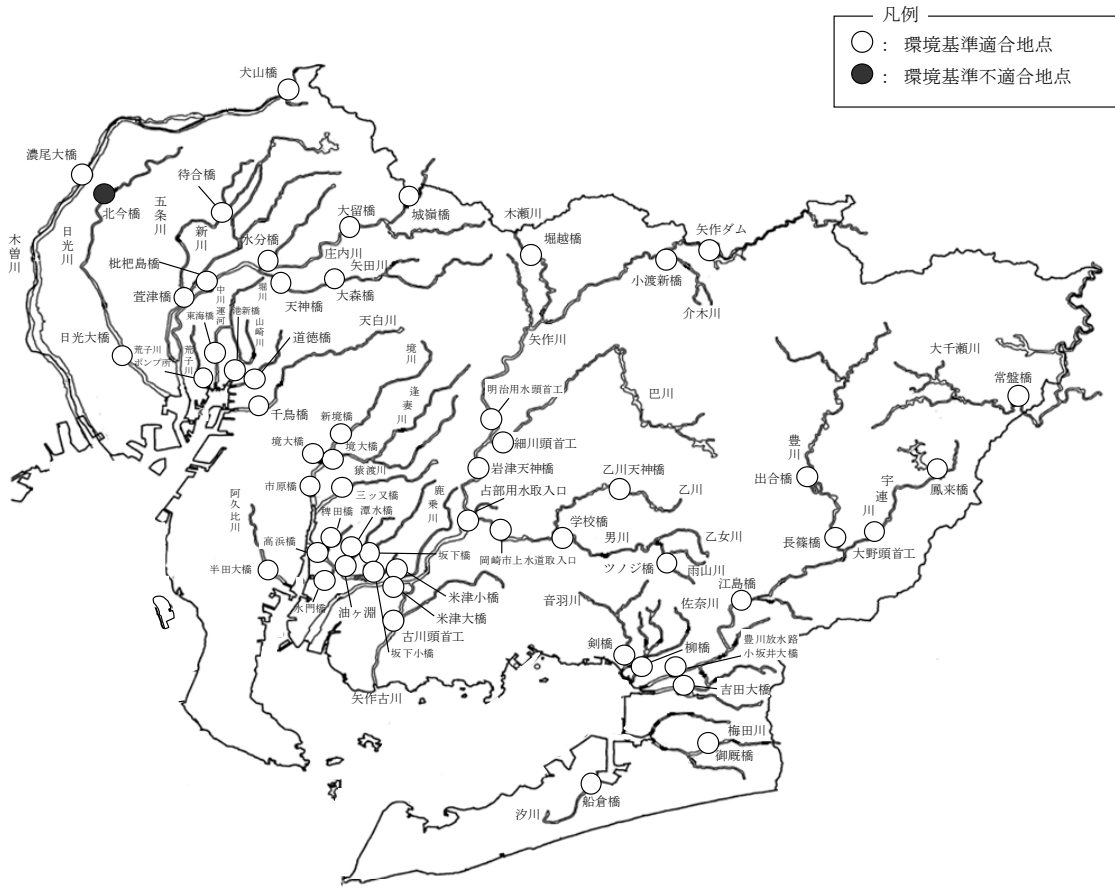 凡例
○ : 環境基準適合地点
● : 環境基準不適合地点
犬山橋
濃尾大橋
北今橋
待合橋
五条川
新川
日光川
木曽川
水分橋
大留橋
城嶺橋
木瀬川
堀越橋
矢作ダム
小渡新橋
介木川
庄内川
矢田川
枇杷島橋
萱津橋
中川運河
堀川
天神橋
大森橋
東海橋
港新橋
山崎川
道徳橋
天白川
矢作川
日光大橋
荒子川
ポンプ所
荒子川
千鳥橋
境川
逢妻川
明治用水頭首工
巴川
大千瀬川
常盤橋
新境橋
境大橋
境大橋
細川頭首工
岩津天神橋
豊川
出合橋
宇連川
鳳来橋
市原橋
猿渡川
三ッ又橋
鹿乗川
占部用水取入口
乙川天神橋
乙川
阿久比川
稗田橋
潭水橋
高浜橋
学校橋
男川
乙女川
長篠橋
大野頭首工
坂下橋
岡崎市上水道取入口
ツノジ橋
雨山川
半田大橋
水門橋
油ヶ淵
米津小橋
米津大橋
音羽川
佐奈川
江島橋
古川頭首工
坂下小橋
剣橋
柳橋
豊川放水路
小坂井大橋
吉田大橋
矢作古川
梅田川
御厩橋
船倉橋
汐川